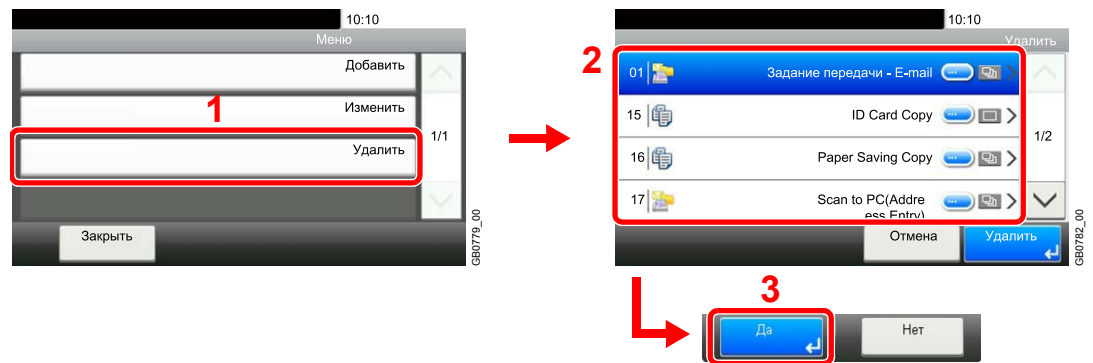 10:10
Меню
Добавить
1
Изменить
1/1
Удалить
Закрыть
GB0779_00
10:10
Удалить
2
01 Задание передачи - E-mail
15 ID Card Copy
1/2
16 Paper Saving Copy
17 Scan to PC(Addre
ess Entry)
Отмена
Удалить
GB0782_00
3
Да
Нет